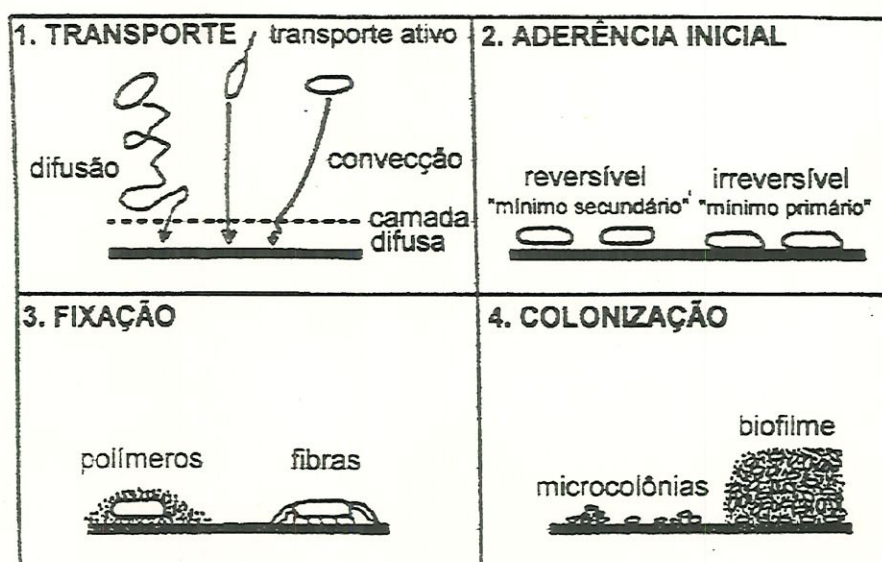 1. TRANSPORTE
transporte ativo
difusão
convecção
camada
difusa
2. ADERÊNCIA INICIAL
reversível
"mínimo secundário"
irreversível
"mínimo primário"
3. FIXAÇÃO
polímeros
fibras
4. COLONIZAÇÃO
biofilme
microcolônias